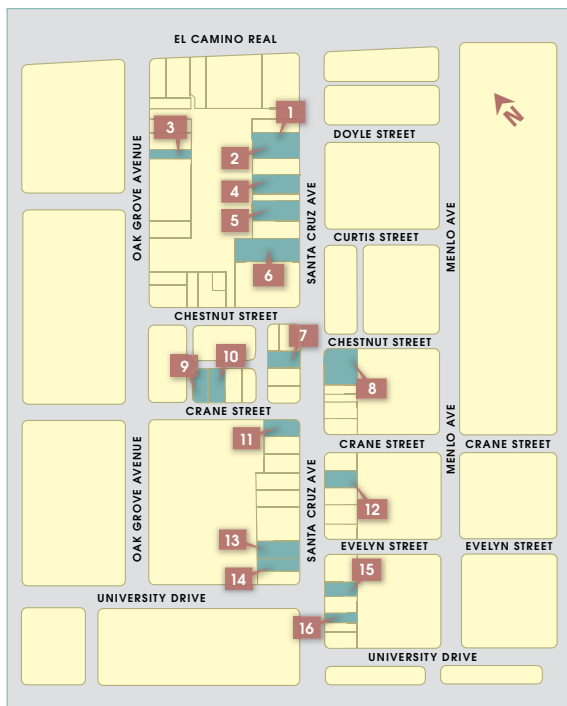 EL CAMINO REAL
1
3
DOYLE STREET
2
N
4
OAK GROVE AVENUE
5
SANTA CRUZ AVE
MENLO AVE
CURTIS STREET
6
CHESTNUT STREET
7
CHESTNUT STREET
10
9
8
CRANE STREET
MENLO AVE
11
CRANE STREET
CRANE STREET
OAK GROVE AVENUE
SANTA CRUZ AVE
12
13
EVELYN STREET
EVELYN STREET
15
14
UNIVERSITY DRIVE
16
UNIVERSITY DRIVE